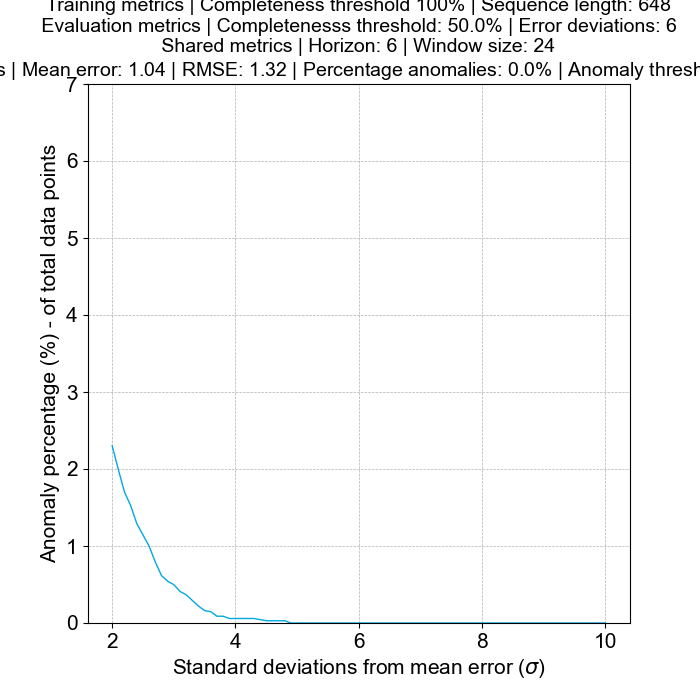 Training metrics | Completeness threshold 100% | Sequence length: 648
Evaluation metrics | Completenesss threshold: 50.0% | Error deviations: 6
Shared metrics | Horizon: 6 | Window size: 24
| Mean error: 1.04 | RMSE: 1.32 | Percentage anomalies: 0.0% | Anomaly
7
6
5
4
3
2
1
0
Anomaly percentage (%) - of total data points
2 4 6 8 10
Standard deviations from mean error (σ)